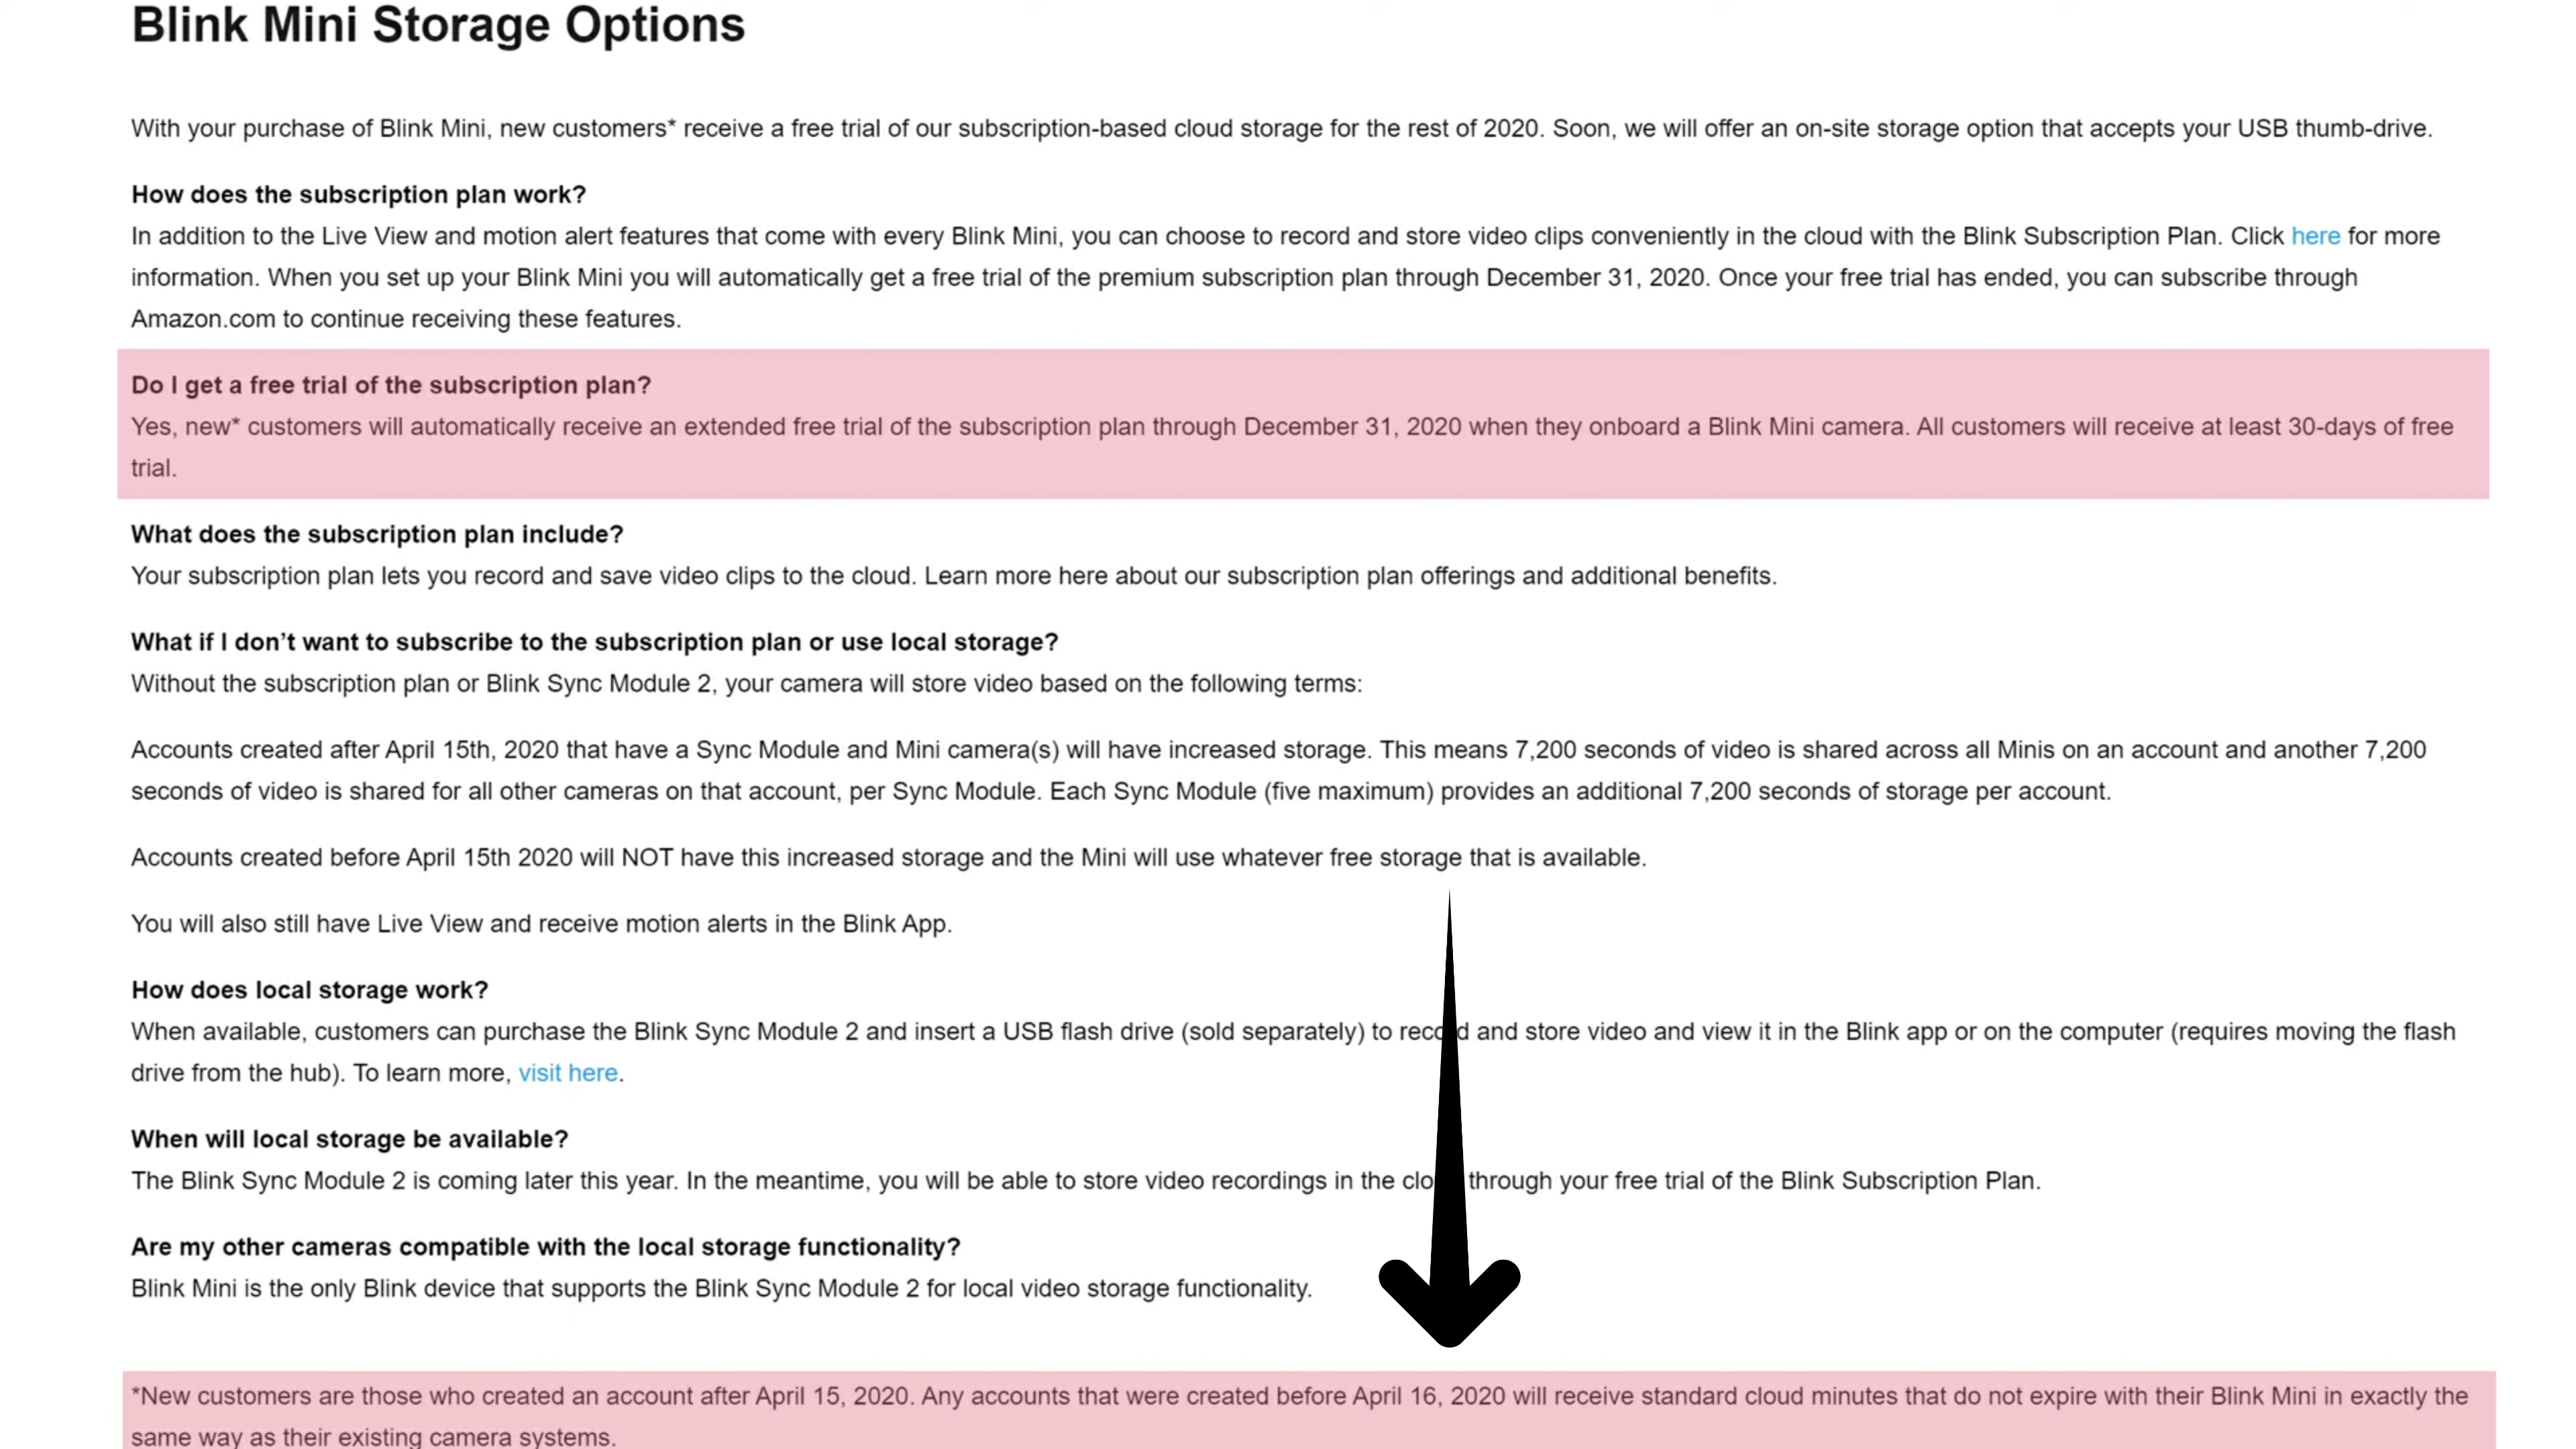 Blink Mini Storage Options
With your purchase of Blink Mini, new customers* receive a free trial of our subscription-based cloud storage for the rest of 2020. Soon, we will offer an on-site storage option that accepts your USB thumb-drive.
How does the subscription plan work?
In addition to the Live View and motion alert features that come with every Blink Mini, you can choose to record and store video clips conveniently in the cloud with the Blink Subscription Plan. Click here for more
information. When you set up your Blink Mini you will automatically get a free trial of the premium subscription plan through December 31, 2020. Once your free trial has ended, you can subscribe through
Amazon.com to continue receiving these features.
Do I get a free trial of the subscription plan?
Yes, new* customers will automatically receive an extended free trial of the subscription plan through December 31, 2020 when they onboard a Blink Mini camera. All customers will receive at least 30-days of free
trial.
What does the subscription plan include?
Your subscription plan lets you record and save video clips to the cloud. Learn more here about our subscription plan offerings and additional benefits.
What if I don’t want to subscribe to the subscription plan or use local storage?
Without the subscription plan or Blink Sync Module 2, your camera will store video based on the following terms:
Accounts created after April 15th, 2020 that have a Sync Module and Mini camera(s) will have increased storage. This means 7,200 seconds of video is shared across all Minis on an account and another 7,200
seconds of video is shared for all other cameras on that account, per Sync Module. Each Sync Module (five maximum) provides an additional 7,200 seconds of storage per account.
Accounts created before April 15th 2020 will NOT have this increased storage and the Mini will use whatever free storage that is available.
You will also still have Live View and receive motion alerts in the Blink App.
How does local storage work?
When available, customers can purchase the Blink Sync Module 2 and insert a USB flash drive (sold separately) to record and store video and view it in the Blink app or on the computer (requires moving the flash
drive from the hub). To learn more, visit here.
When will local storage be available?
The Blink Sync Module 2 is coming later this year. In the meantime, you will be able to store video recordings in the cloud through your free trial of the Blink Subscription Plan.
Are my other cameras compatible with the local storage functionality?
Blink Mini is the only Blink device that supports the Blink Sync Module 2 for local video storage functionality.
*New customers are those who created an account after April 15, 2020. Any accounts that were created before April 16, 2020 will receive standard cloud minutes that do not expire with their Blink Mini in exactly the
same way as their existing camera systems.